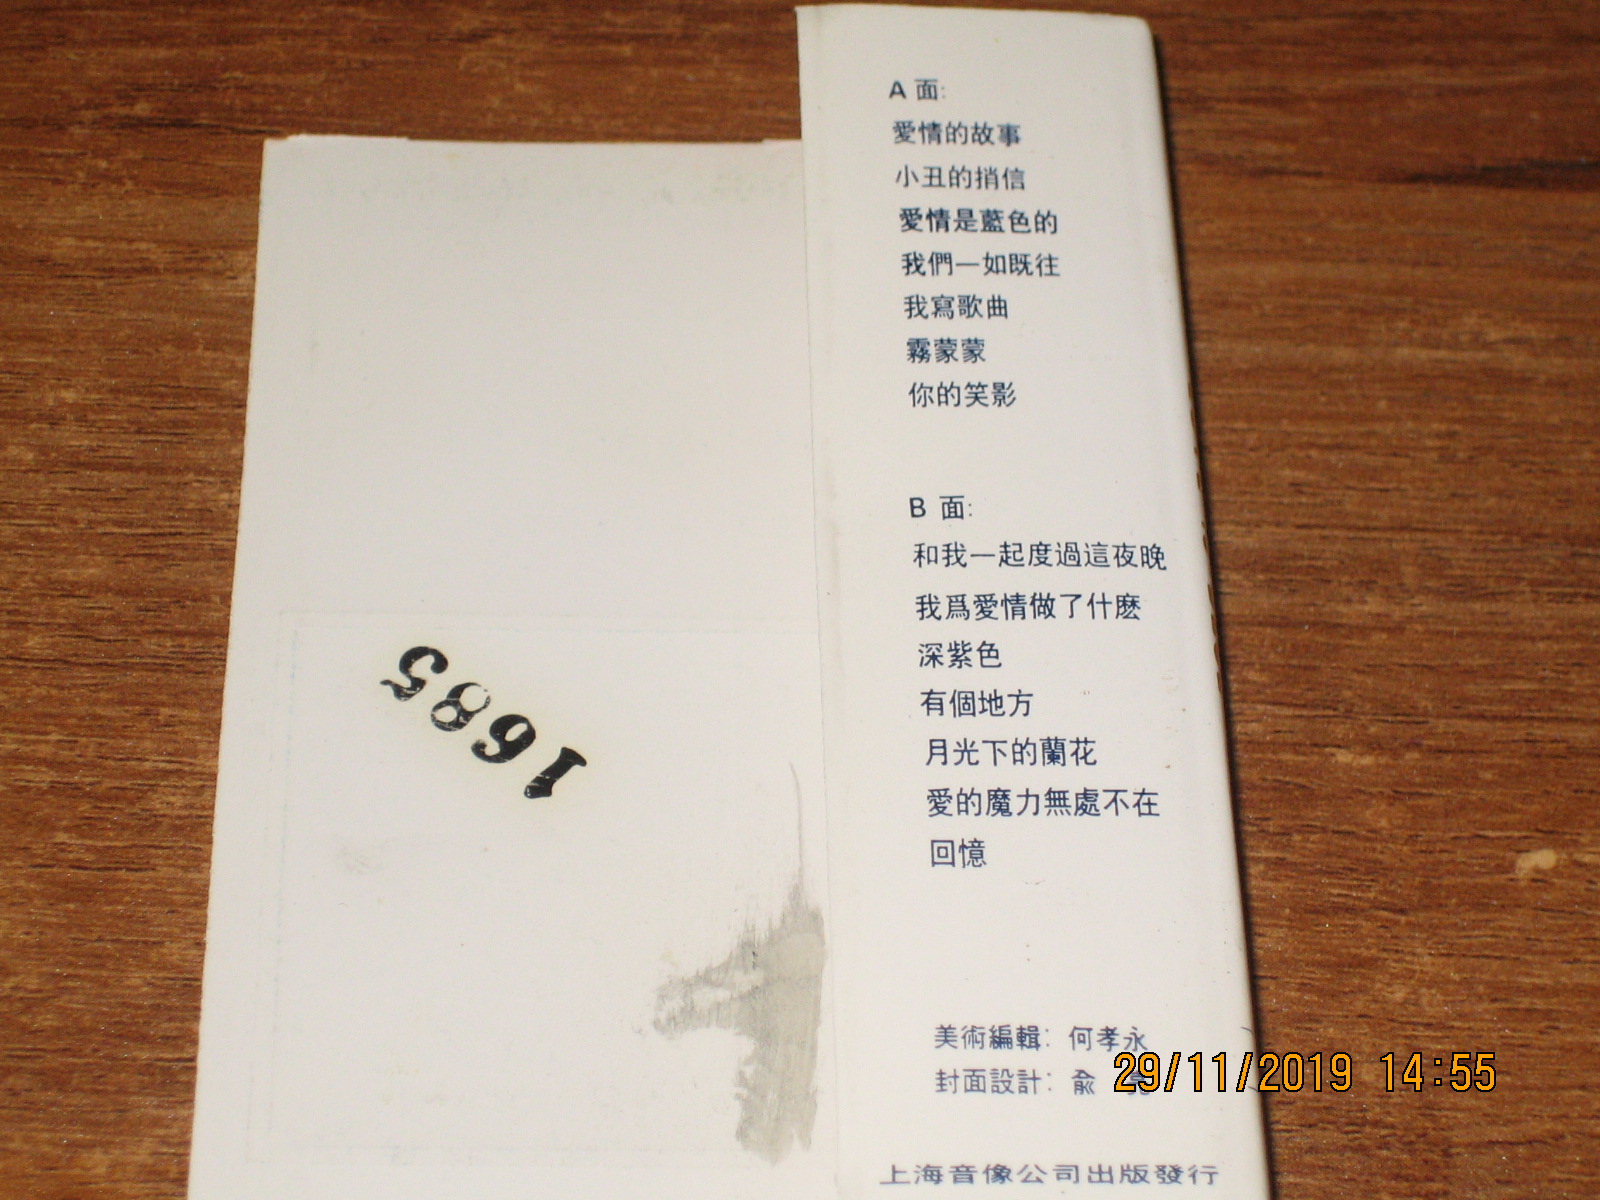 A 面:
愛情的故事
小丑的捎信
愛情是藍色的
我們一如既往
我寫歌曲
霧蒙蒙
你的笑影
B 面:
和我一起度過這夜晚
我爲愛情做了什麽
深紫色
有個地方
月光下的蘭花
愛的魔力無處不在
回憶
美術編輯: 何孝永
封面設計: 兪
上海音像公司出版發行
1685
29/11/2019 14:55